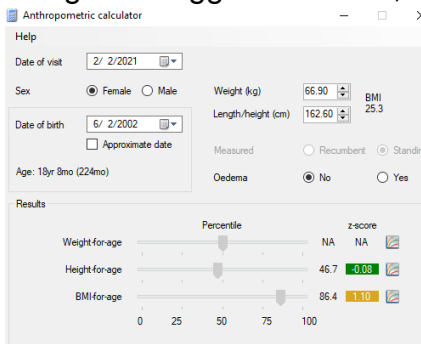 Anthropometric calculator
Help
Date of visit 2/ 2/2021
Sex Female Male Weight (kg) 66.90 BMI
Length/height (cm) 162.60 25.3
Date of birth 6/ 2/2002
Approximate date
Measured Recumbent Standin
Age: 18yr 8mo (224mo)
Oedema No Yes
Results
Percentile z-score
Weight-for-age NA NA
Height-for-age 46.7 -0.08
BMI-for-age 86.4 1.10
0 25 50 75 100